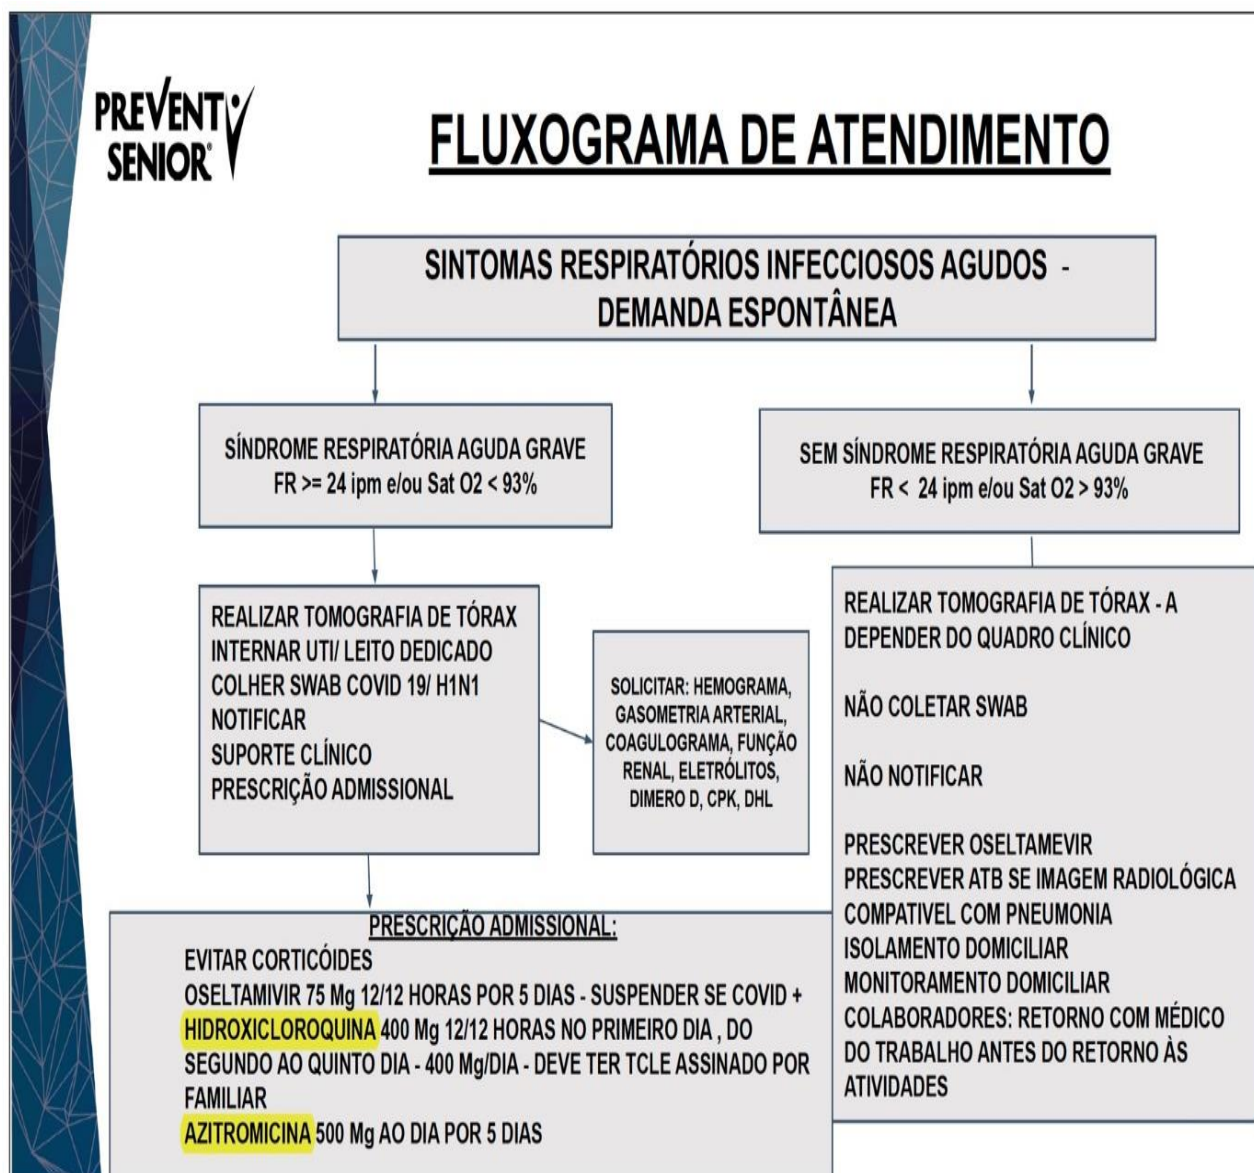 PREVENT
SENIOR®
FLUXOGRAMA DE ATENDIMENTO
SINTOMAS RESPIRATÓRIOS INFECCIOSOS AGUDOS -
DEMANDA ESPONTÂNEA
SÍNDROME RESPIRATÓRIA AGUDA GRAVE
FR >= 24 ipm e/ou Sat O2 < 93%
SEM SÍNDROME RESPIRATÓRIA AGUDA GRAVE
FR < 24 ipm e/ou Sat O2 > 93%
REALIZAR TOMOGRAFIA DE TÓRAX
INTERNAR UTI/ LEITO DEDICADO
COLHER SWAB COVID 19/ H1N1
NOTIFICAR
SUPORTE CLÍNICO
PRESCRIÇÃO ADMISSIONAL
SOLICITAR: HEMOGRAMA,
GASOMETRIA ARTERIAL,
COAGULOGRAMA, FUNÇÃO
RENAL, ELETRÓLITOS,
DIMERO D, CPK, DHL
REALIZAR TOMOGRAFIA DE TÓRAX - A
DEPENDER DO QUADRO CLÍNICO
NÃO COLETAR SWAB
NÃO NOTIFICAR
PRESCREVER OSELTAMEVIR
PRESCREVER ATB SE IMAGEM RADIOLÓGICA
COMPATIVEL COM PNEUMONIA
ISOLAMENTO DOMICILIAR
MONITORAMENTO DOMICILIAR
COLABORADORES: RETORNO COM MÉDICO
DO TRABALHO ANTES DO RETORNO ÀS
ATIVIDADES
PRESCRIÇÃO ADMISSIONAL:
EVITAR CORTICÓIDES
OSELTAMIVIR 75 Mg 12/12 HORAS POR 5 DIAS - SUSPENDER SE COVID +
HIDROXICLOROQUINA 400 Mg 12/12 HORAS NO PRIMEIRO DIA , DO
SEGUNDO AO QUINTO DIA - 400 Mg/DIA - DEVE TER TCLE ASSINADO POR
FAMILIAR
AZITROMICINA 500 Mg AO DIA POR 5 DIAS